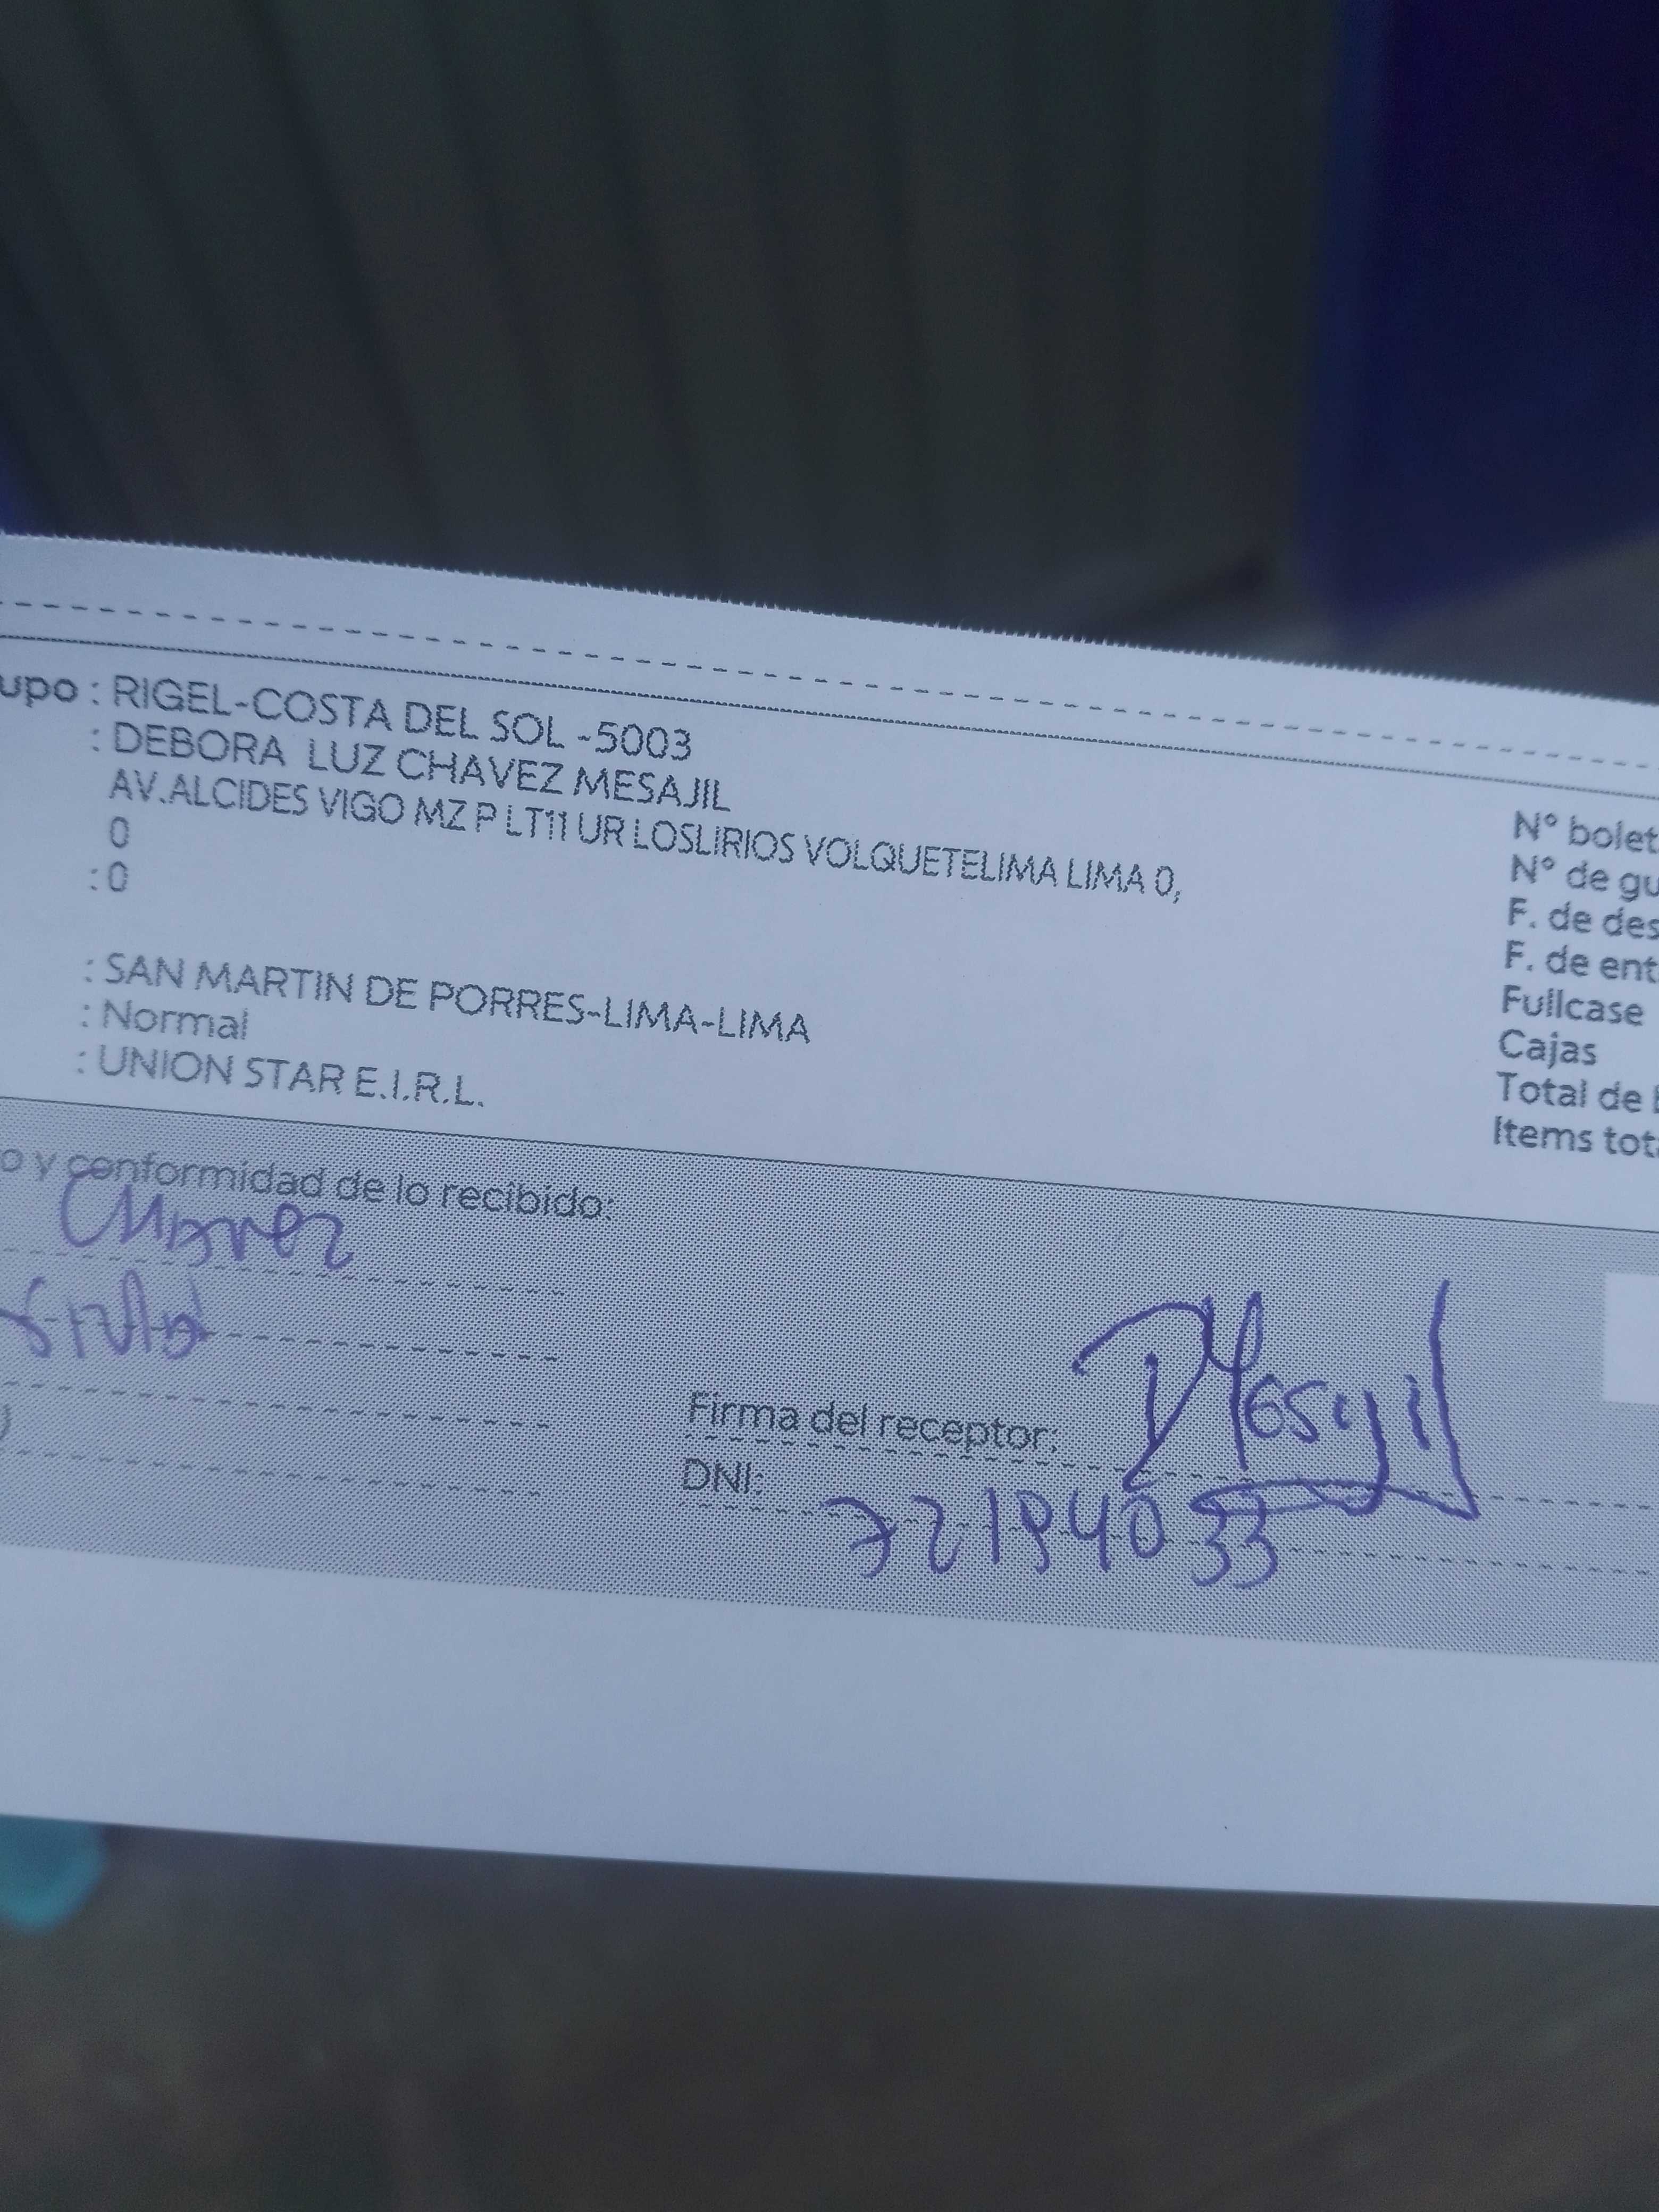 upo : RIGEL-COSTA DEL SOL -5003
: DEBORA LUZ CHAVEZ MESAJIL
AV.ALCIDES VIGO MZ P LT11 UR LOSLIRIOS VOLQUETELIMA LIMA 0,
0
: 0
: SAN MARTIN DE PORRES-LIMA-LIMA
: Normal
: UNION STAR E.I.R.L.
N° bolet
N° de gu
F. de des
F. de ent
Fullcase
Cajas
Total de
Items tot
o y conformidad de lo recibido:
Chavez
Firma del receptor:
DNI: 72194033